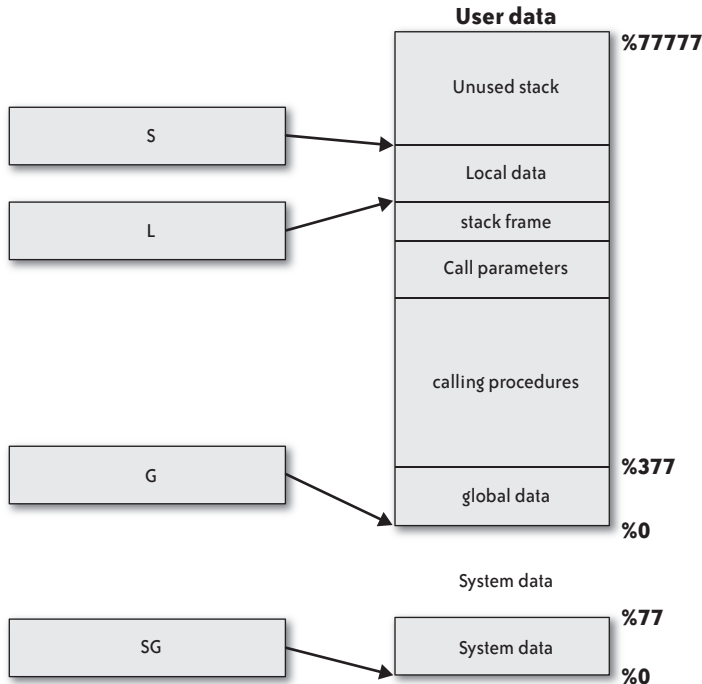 User data
%77777
Unused stack
S
Local data
L
stack frame
Call parameters
calling procedures
%377
G
global data
%0
System data
%77
SG
System data
%0